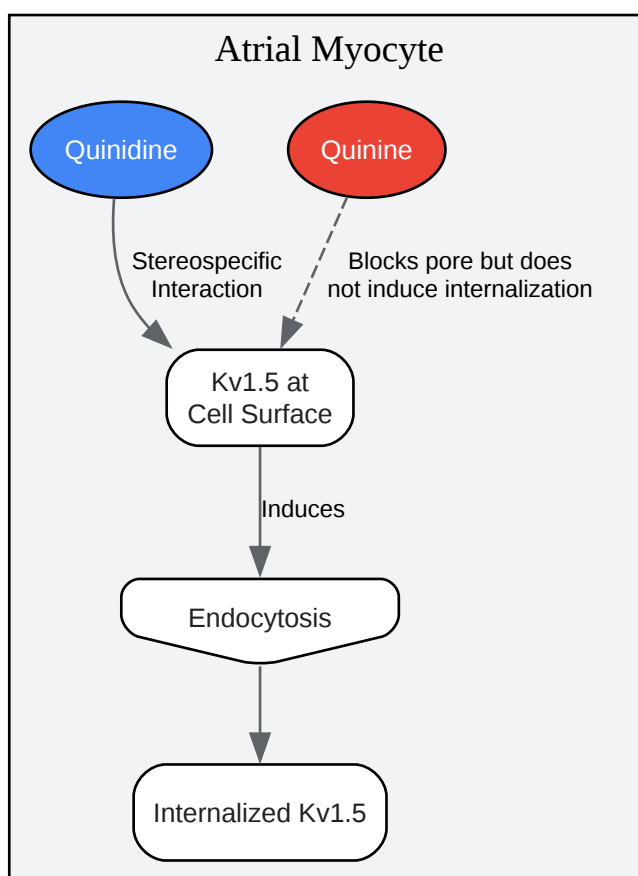 Atrial Myocyte
Quinidine
Quinine
Stereospecific
Interaction
Blocks pore but does
not induce internalization
Kv1.5 at
Cell Surface
Induces
Endocytosis
Internalized Kv1.5